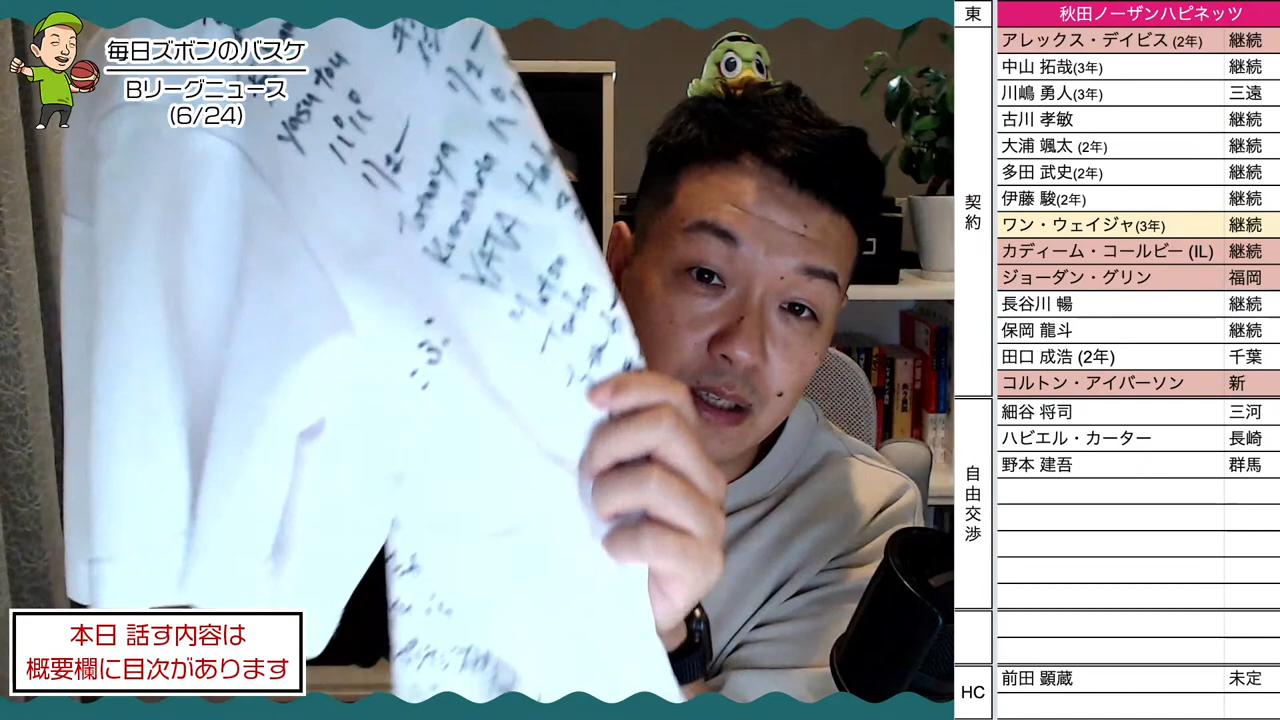 毎日ズボンのバスケ
Bリーグニュース
(6/24)
yasutou
Tomoya
VATA
本日 話す内容は
概要欄に目次があります
東 秋田ノーザンハピネッツ
契約
アレックス・デイビス (2年) 継続
中山 拓哉(3年) 継続
川嶋 勇人(3年) 三遠
古川 孝敏 継続
大浦 颯太 (2年) 継続
多田 武史(2年) 継続
伊藤 駿(2年) 継続
ワン・ウェイジャ(3年) 継続
カディーム・コールビー (IL) 継続
ジョーダン・グリン 福岡
長谷川 暢 継続
保岡 龍斗 継続
田口 成浩 (2年) 千葉
コルトン・アイバーソン 新
自由交渉
細谷 将司 三河
ハビエル・カーター 長崎
野本 建吾 群馬
HC 前田 顕蔵 未定